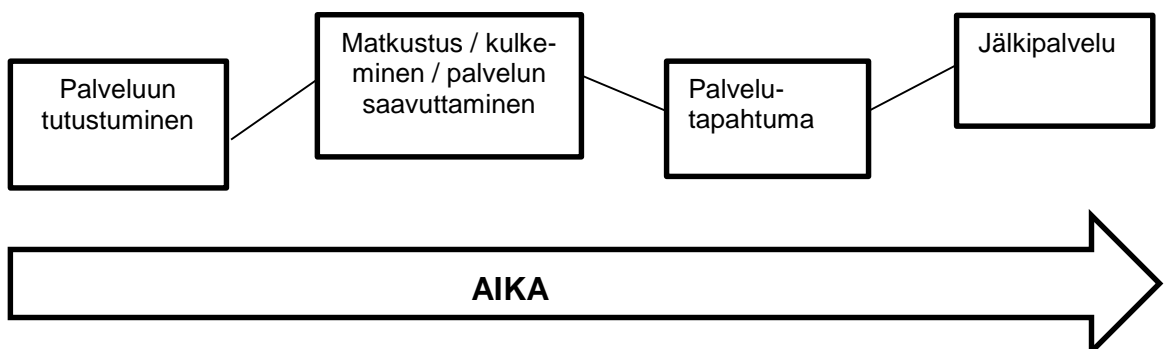 Palveluun
tutustuminen
Matkustus / kulke-
minen / palvelun
saavuttaminen
Palvelu-
tapahtuma
Jälkipalvelu
AIKA